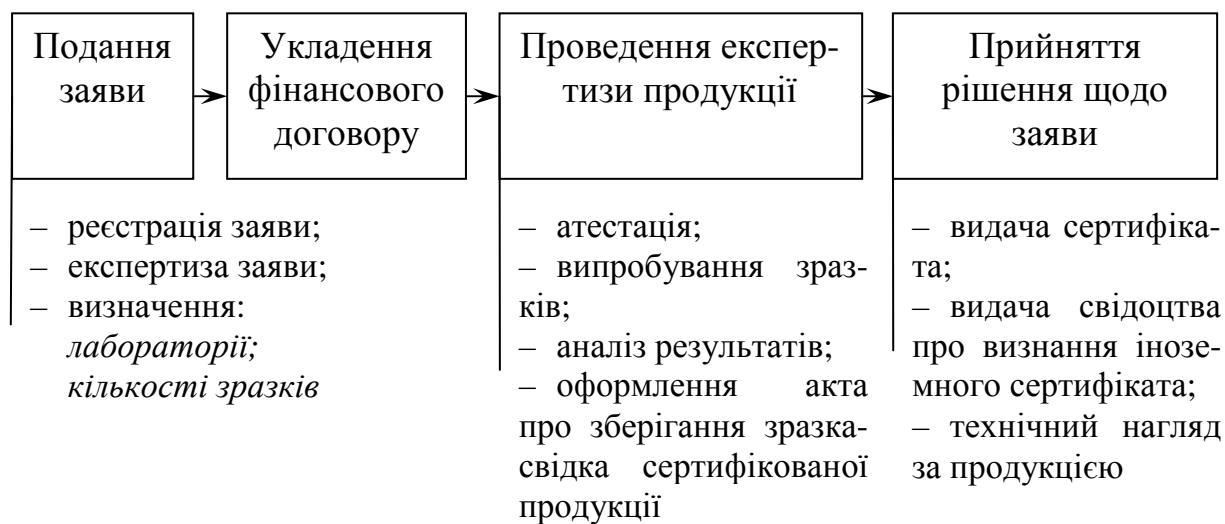 Подання
заяви
Укладення
фінансового
договору
Проведення експер-
тизи продукції
Прийняття
рішення щодо
заяви
– реєстрація заяви;
– експертиза заяви;
– визначення:
лабораторії;
кількості зразків
– атестація;
– випробування зраз-
ків;
– аналіз результатів;
– оформлення акта
про зберігання зразка-
свідка сертифікованої
продукції
– видача сертифіка-
та;
– видача свідоцтва
про визнання інозе-
много сертифіката;
– технічний нагляд
за продукцією